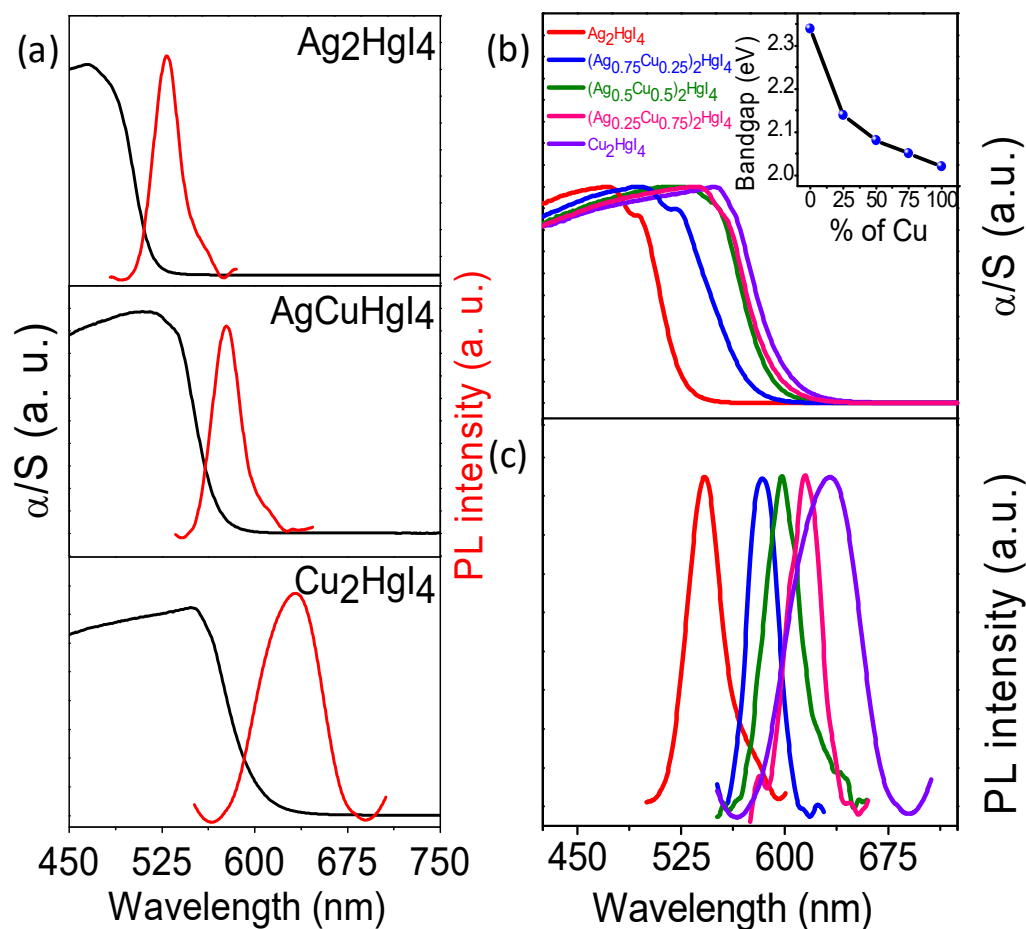 (a)
Ag2HgI4
AgCuHgI4
Cu2HgI4
α/S (a. u.)
PL intensity (a. u.)
450 525 600 675 750
Wavelength (nm)
(b)
Ag2HgI4
(Ag0.75Cu0.25)2HgI4
(Ag0.5Cu0.5)2HgI4
(Ag0.25Cu0.75)2HgI4
Cu2HgI4
Bandgap (eV)
2.3
2.2
2.1
2.0
0 25 50 75 100
% of Cu
α/S (a.u.)
(c)
PL intensity (a.u.)
450 525 600 675
Wavelength (nm)